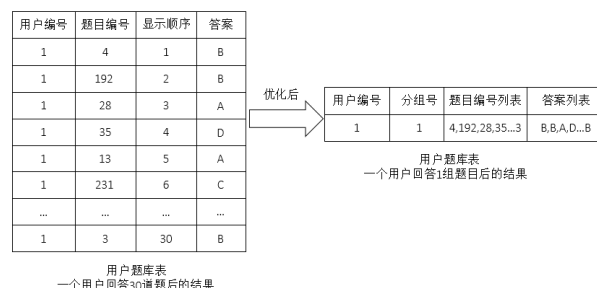 用户编号 题目编号 显示顺序 答案
1 4 1 B
1 192 2 B
1 28 3 A
1 35 4 D
1 13 5 A
1 231 6 C
... ... ... ...
1 3 30 B
用户题库表
一个用户回答30道题后的结果
优化后
用户编号 分组号 题目编号列表 答案列表
1 1 4,192,28,35...3 B,B,A,D...B
用户题库表
一个用户回答1组题目后的结果